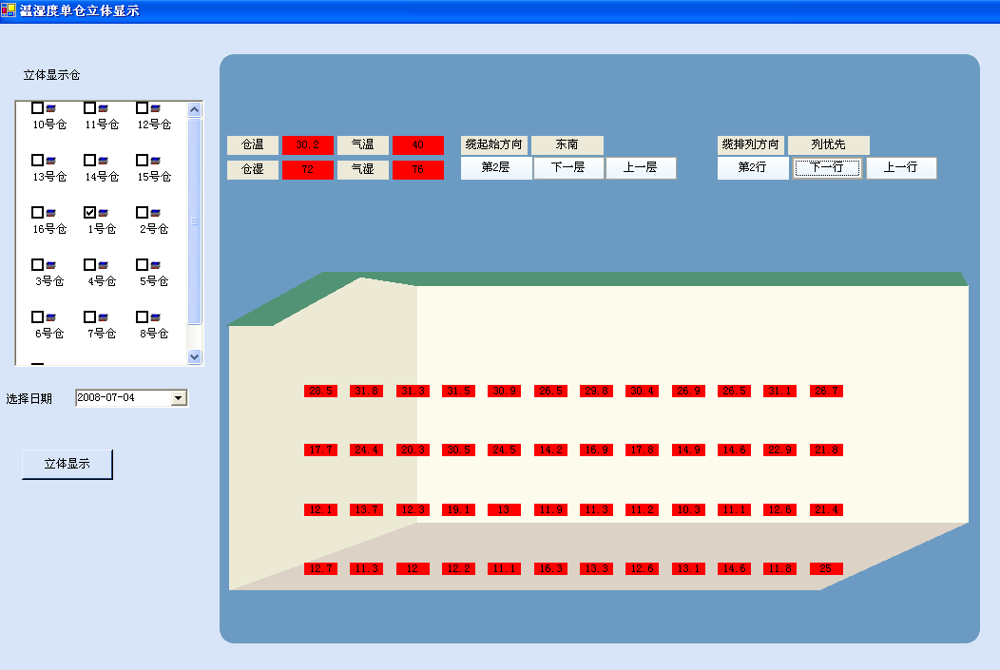 温湿度单仓立体显示
立体显示仓
10号仓 11号仓 12号仓
13号仓 14号仓 15号仓
16号仓 1号仓 2号仓
3号仓 4号仓 5号仓
6号仓 7号仓 8号仓
选择日期 2008-07-04
立体显示
仓温 30.2 气温 40 缆起始方向 东南 缆排列方向 列优先
仓湿 72 气湿 76 第2层 下一层 上一层 第2行 下一行 上一行
28.5 31.8 31.3 31.5 30.9 26.5 29.8 30.4 26.9 26.5 31.1 26.7
17.7 24.4 20.3 30.5 24.5 14.2 16.9 17.8 14.9 14.6 22.9 21.8
12.1 13.7 12.3 19.1 13 11.9 11.3 11.2 10.3 11.1 12.6 21.4
12.7 11.3 12 12.2 11.1 16.3 13.3 12.6 13.1 14.6 11.8 25